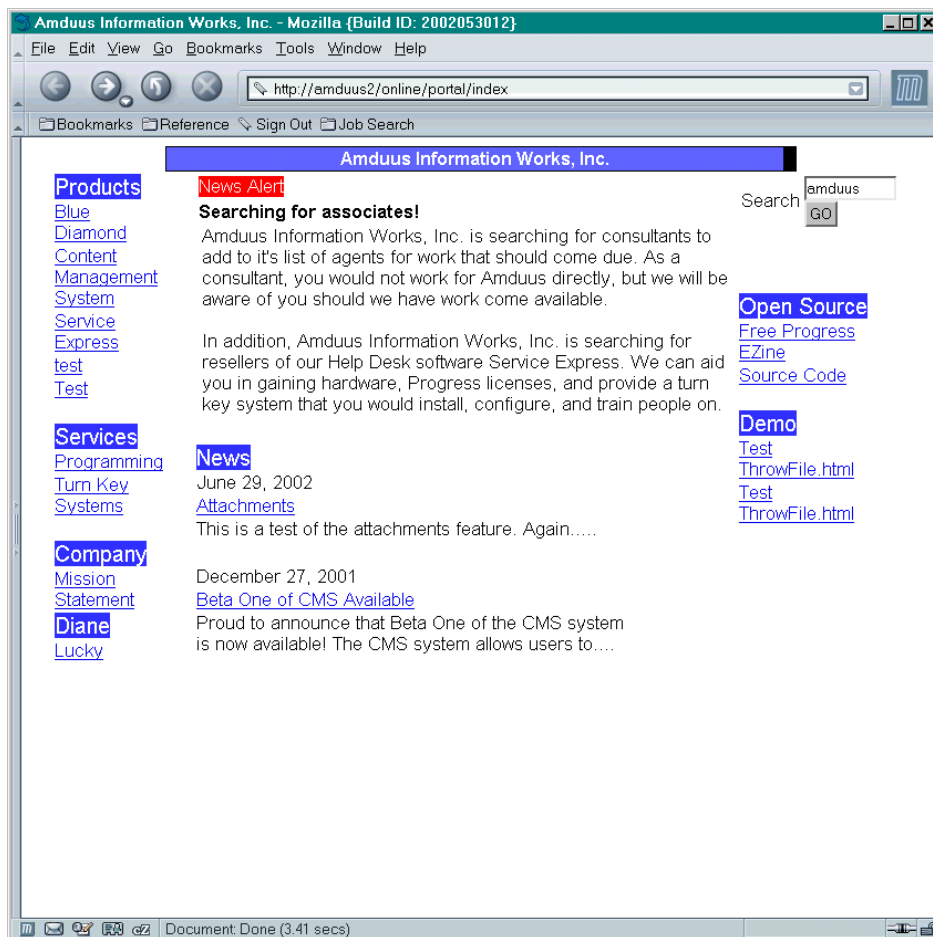 Amduus Information Works, Inc. - Mozilla {Build ID: 2002053012}
File Edit View Go Bookmarks Tools Window Help
http://amduus2/online/portal/index
Bookmarks Reference Sign Out Job Search
Amduus Information Works, Inc.
Products
Blue
Diamond
Content
Management
System
Service
Express
test
Test
Services
Programming
Turn Key
Systems
Company
Mission
Statement
Diane
Lucky
News Alert
Searching for associates!
Amduus Information Works, Inc. is searching for consultants to
add to it's list of agents for work that should come due. As a
consultant, you would not work for Amduus directly, but we will be
aware of you should we have work come available.
In addition, Amduus Information Works, Inc. is searching for
resellers of our Help Desk software Service Express. We can aid
you in gaining hardware, Progress licenses, and provide a turn
key system that you would install, configure, and train people on.
News
June 29, 2002
Attachments
This is a test of the attachments feature. Again.....
December 27, 2001
Beta One of CMS Available
Proud to announce that Beta One of the CMS system
is now available! The CMS system allows users to....
Search amduus
GO
Open Source
Free Progress
EZine
Source Code
Demo
Test
ThrowFile.html
Test
ThrowFile.html
Document: Done (3.41 secs)